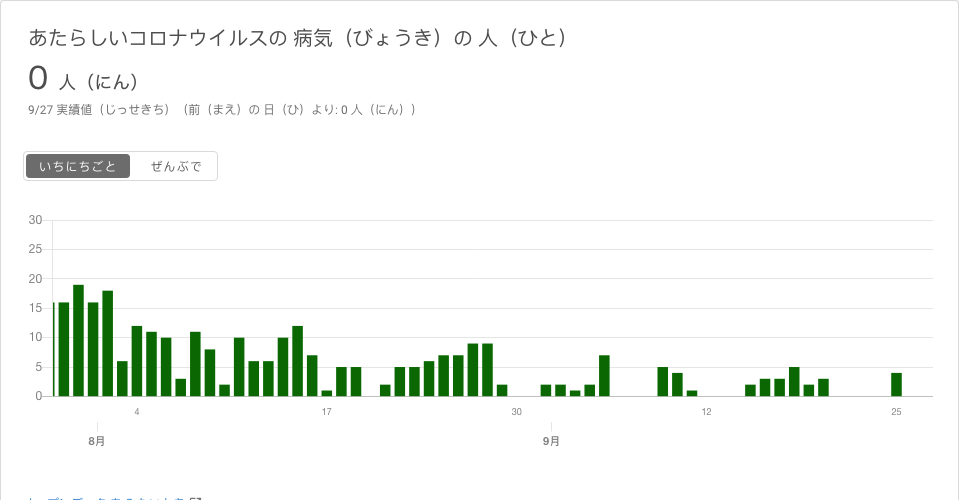 あたらしいコロナウイルスの 病気（びょうき）の 人（ひと）
0 人（にん）
9/27 実績値（じっせきち）（前（まえ）の 日（ひ）より: 0 人（にん））
いちにちごと ぜんぶで
30
25
20
15
10
5
0
4 17 30 12 25
8月 9月